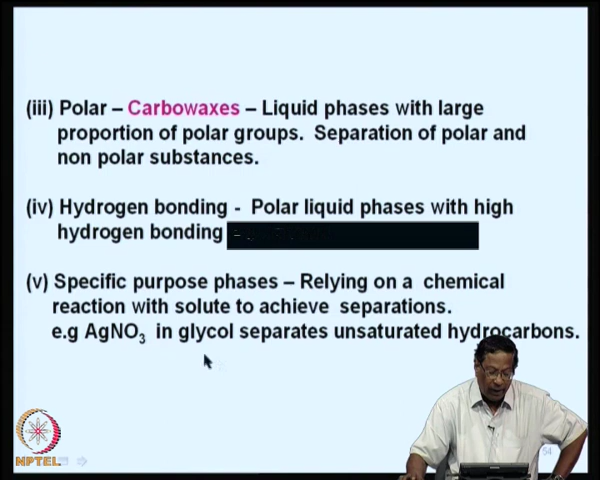 (iii) Polar – Carbowaxes – Liquid phases with large
proportion of polar groups. Separation of polar and
non polar substances.
(iv) Hydrogen bonding - Polar liquid phases with high
hydrogen bonding
(v) Specific purpose phases – Relying on a chemical
reaction with solute to achieve separations.
e.g AgNO₃ in glycol separates unsaturated hydrocarbons.
54
NPTEL